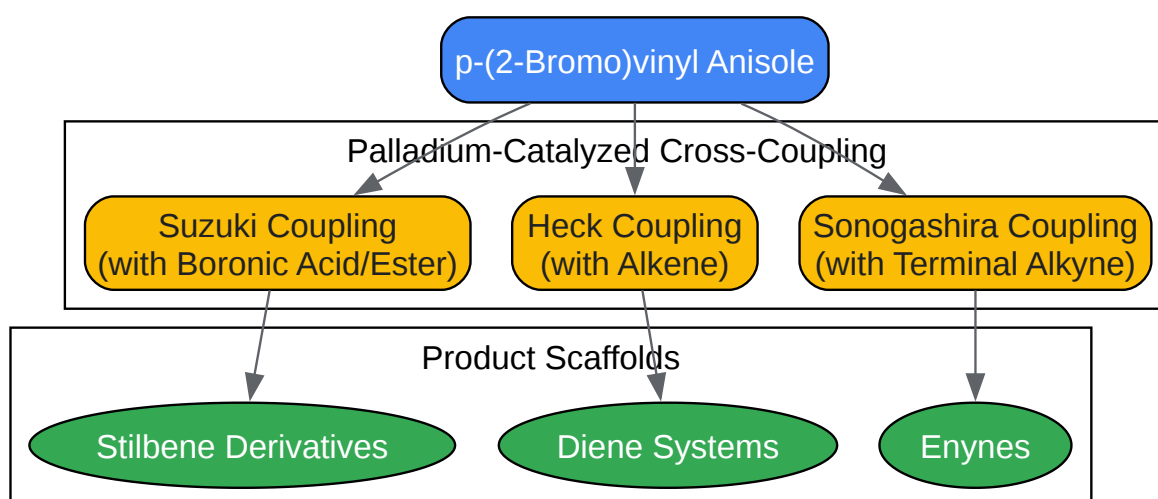 p-(2-Bromo)vinyl Anisole
Palladium-Catalyzed Cross-Coupling
Suzuki Coupling
(with Boronic Acid/Ester)
Heck Coupling
(with Alkene)
Sonogashira Coupling
(with Terminal Alkyne)
Product Scaffolds
Stilbene Derivatives
Diene Systems
Enynes